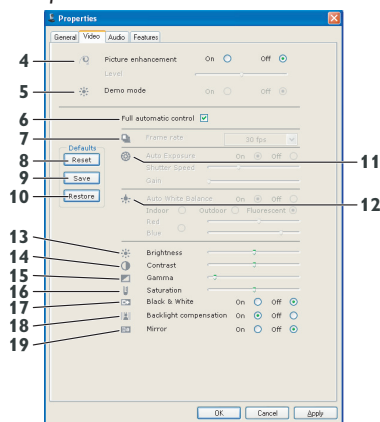 Properties
General Video Audio Features
4 Picture enhancement On Off
Level
5 Demo mode On Off
6 Full automatic control
7 Frame rate 30 fps
Defaults
8 Reset
11 Auto Exposure On Off
Shutter Speed
9 Save
Gain
10 Restore
12 Auto White Balance On Off
Indoor Outdoor Fluorescent
Red
Blue
13 Brightness
14 Contrast
15 Gamma
16 Saturation
17 Black & White On Off
18 Backlight compensation On Off
19 Mirror On Off
OK Cancel Apply